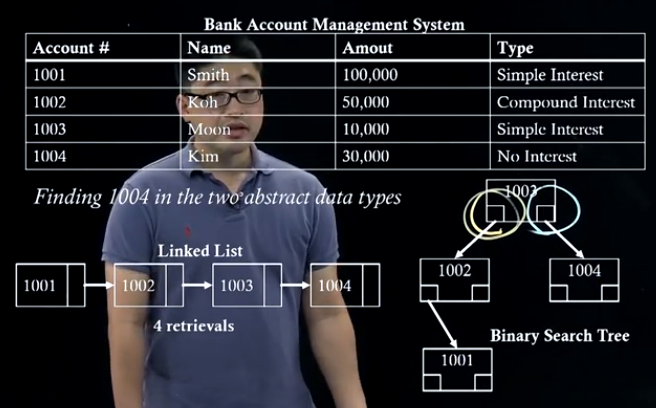 Bank Account Management System
Account # Name Amout Type
1001 Smith 100,000 Simple Interest
1002 Koh 50,000 Compound Interest
1003 Moon 10,000 Simple Interest
1004 Kim 30,000 No Interest
Finding 1004 in the two abstract data types
1003
Linked List
1001 1002 1003 1004
4 retrievals
1002 1004
Binary Search Tree
1001